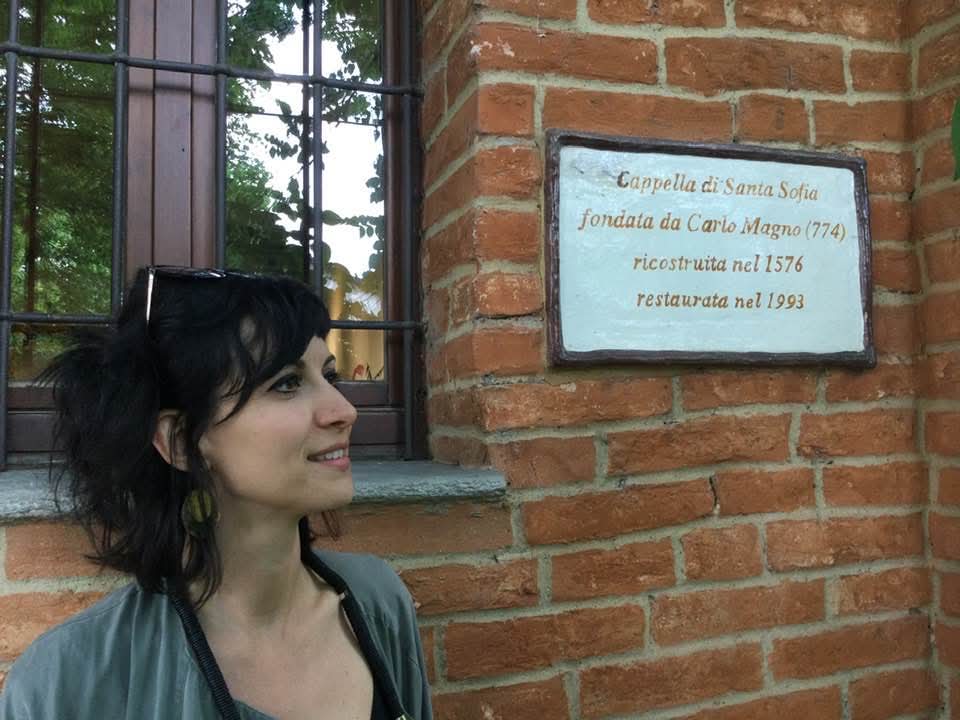 Cappella di Santa Sofia
fondata da Carlo Magno (774)
ricostruita nel 1576
restaurata nel 1993